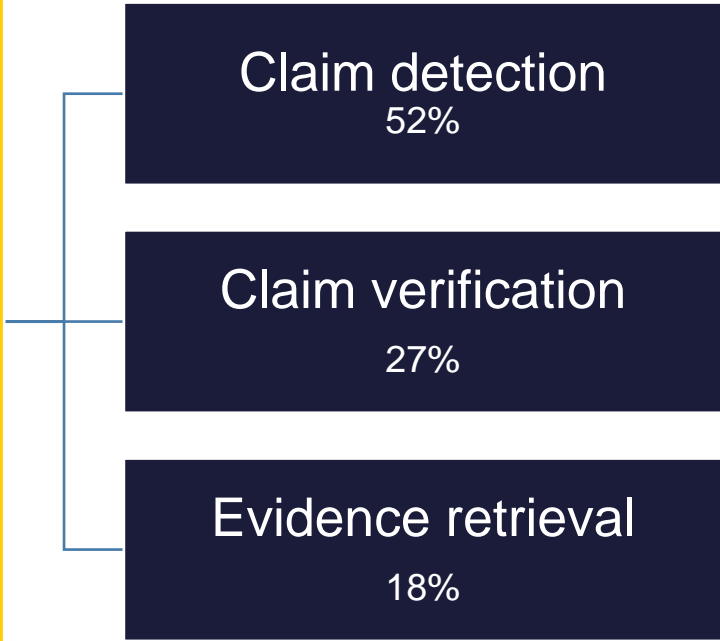 Claim detection
52%
Claim verification
27%
Evidence retrieval
18%